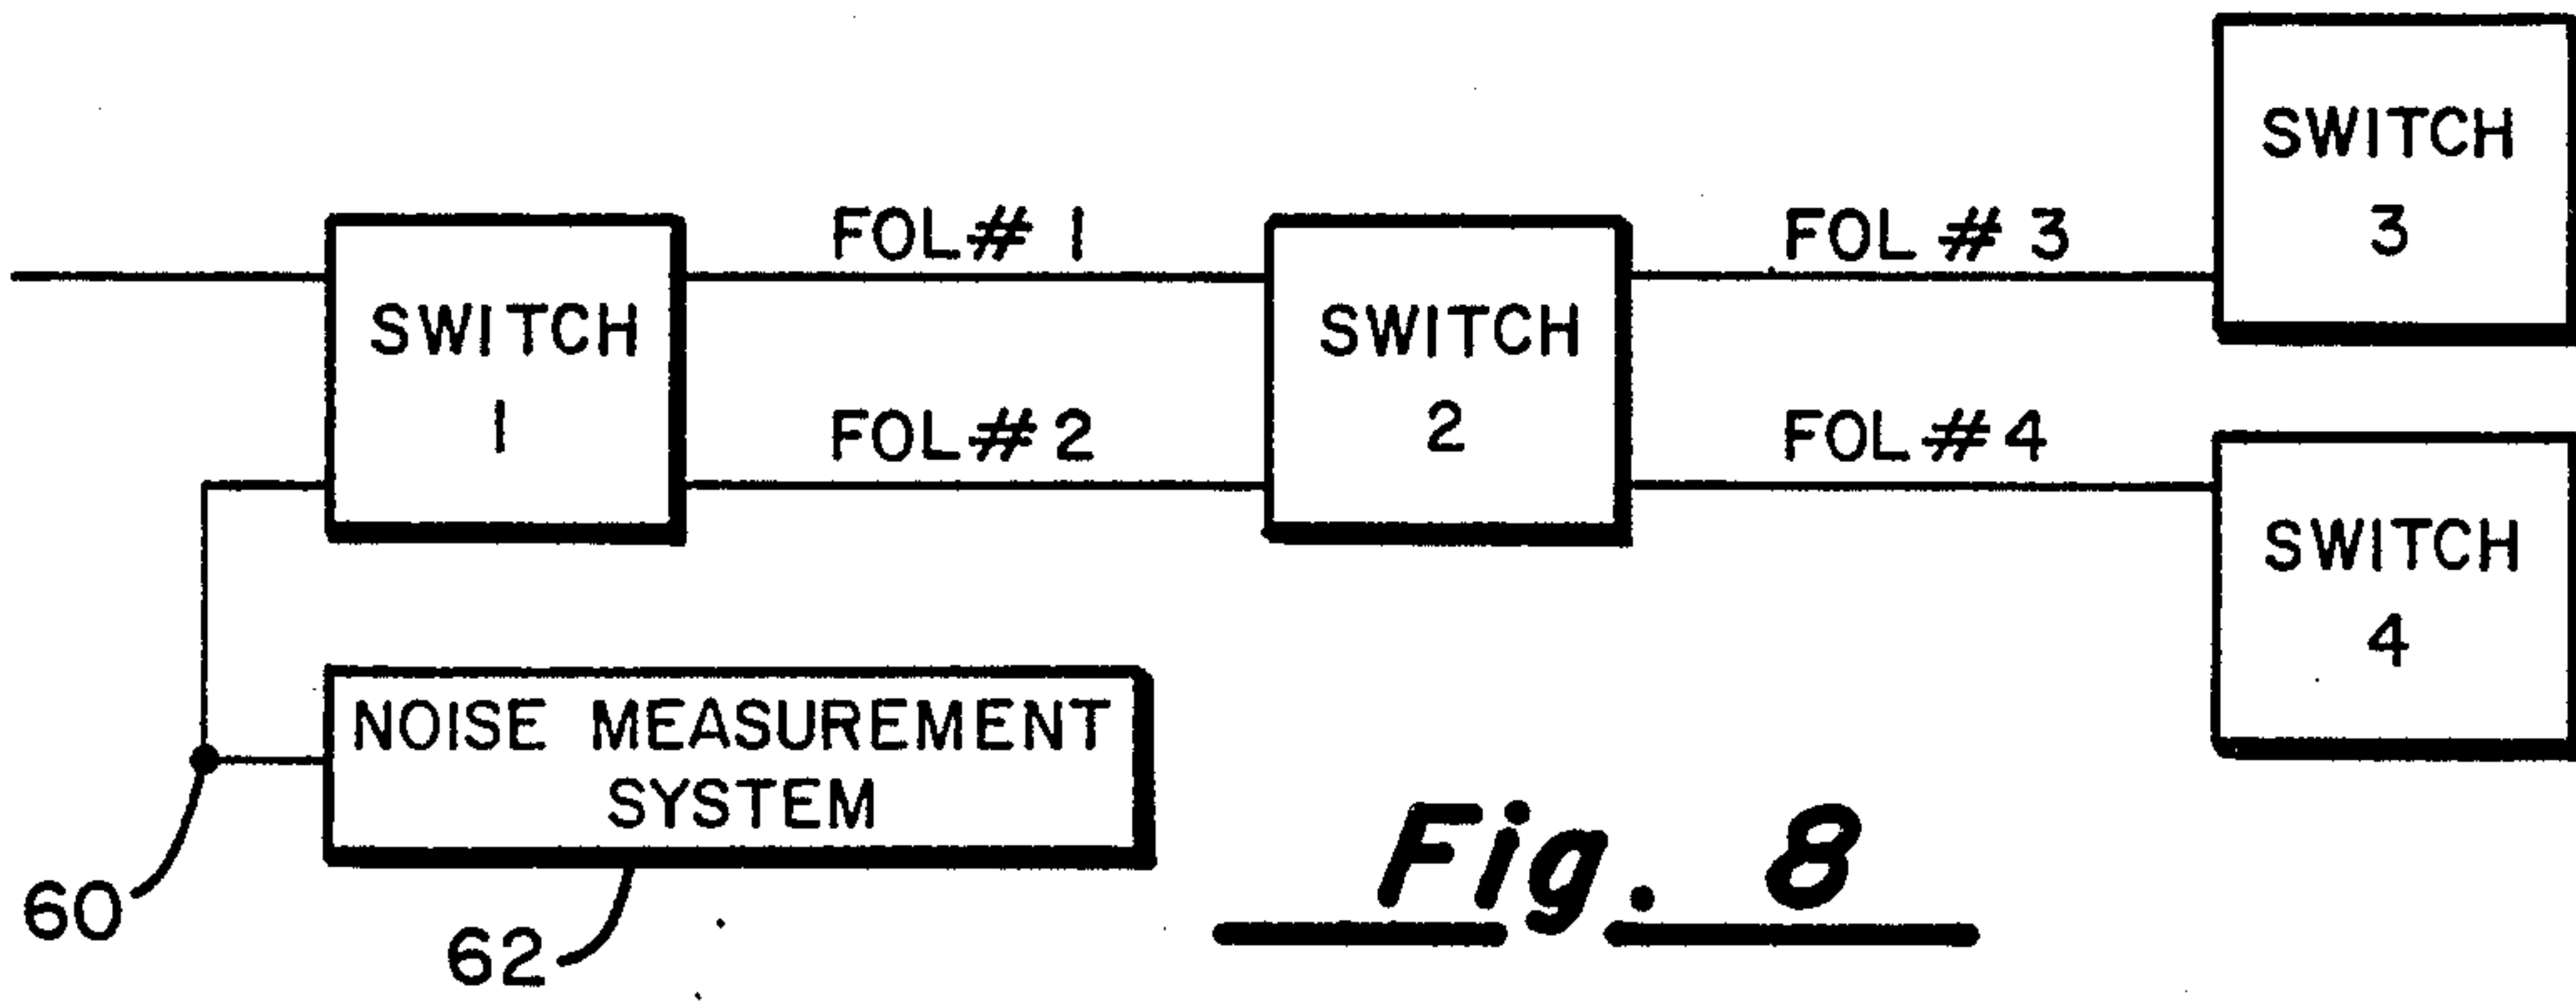 SWITCH
1
FOL# 1
FOL# 2
SWITCH
2
FOL # 3
FOL # 4
SWITCH
3
SWITCH
4
NOISE MEASUREMENT
SYSTEM
60
62
Fig. 8